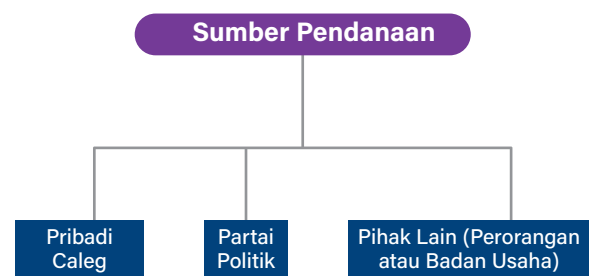 Sumber Pendanaan
Pribadi
Caleg
Partai
Politik
Pihak Lain (Perorangan
atau Badan Usaha)